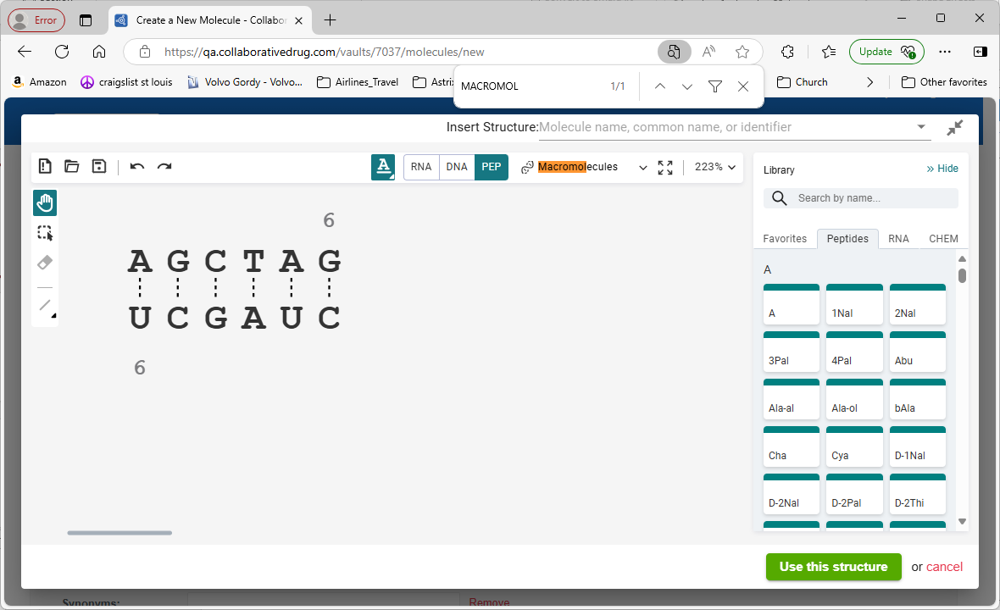 Error
Create a New Molecule - Collabor
https://qa.collaborativedrug.com/vaults/7037/molecules/new
Update
Amazon
craigslist st louis
Volvo Gordy - Volvo...
Airlines_Travel
Astri
MACROMOL
1/1
Church
Other favorites
Insert Structure:
Molecule name, common name, or identifier
A
RNA
DNA
PEP
Macromolecules
223%
Library
Hide
Search by name...
Favorites
Peptides
RNA
CHEM
6
A G C T A G
U C G A U C
6
A
A
1Nal
2Nal
3Pal
4Pal
Abu
Ala-al
Ala-ol
bAla
Cha
Cya
D-1Nal
D-2Nal
D-2Pal
D-2Thi
Use this structure
or cancel
Synonyms:
Remove